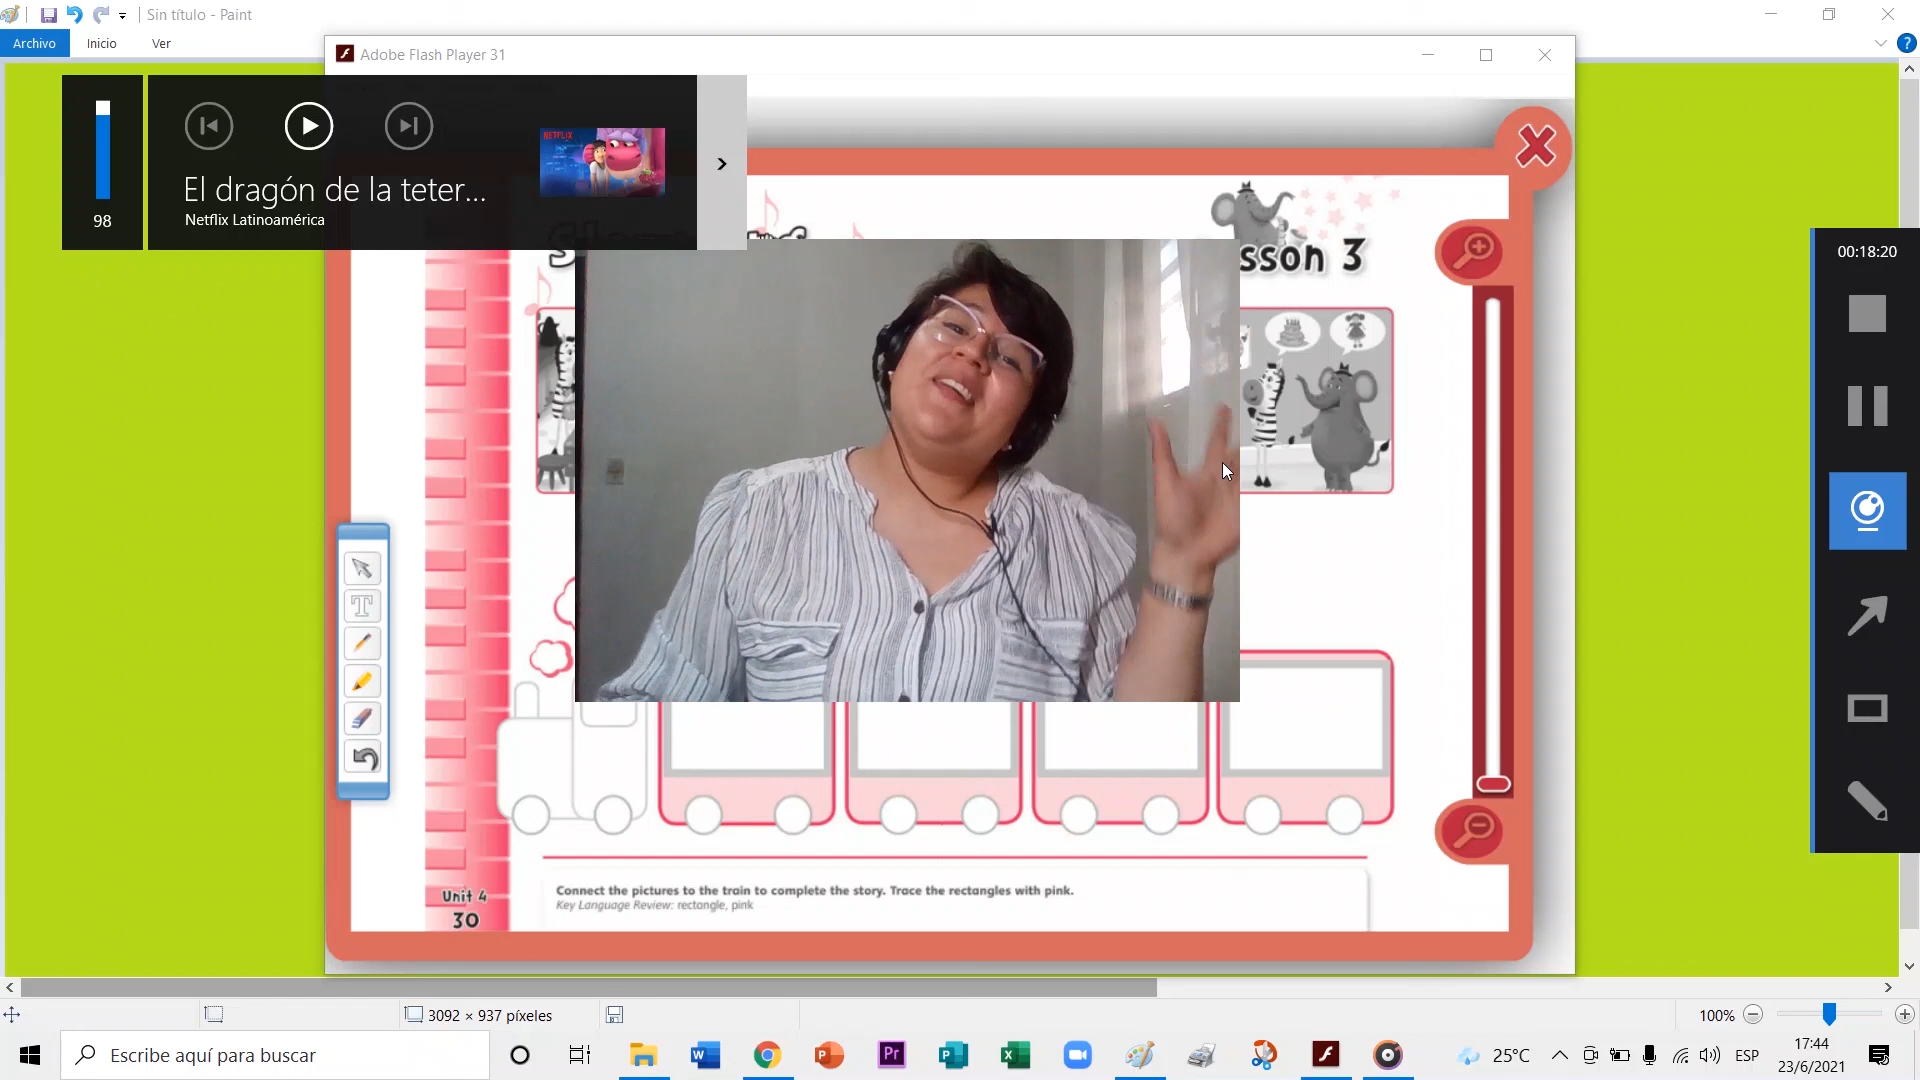 Sin título - Paint
Archivo
Inicio
Ver
Adobe Flash Player 31
El dragón de la teter...
98
Netflix Latinoamérica
NETFLIX
sson 3
00:18:20
Connect the pictures to the train to complete the story. Trace the rectangles with pink.
Key Language Review: rectangle, pink
Unit 4
30
3092 × 937 píxeles
100%
Escribe aquí para buscar
25°C
ESP
17:44
23/6/2021